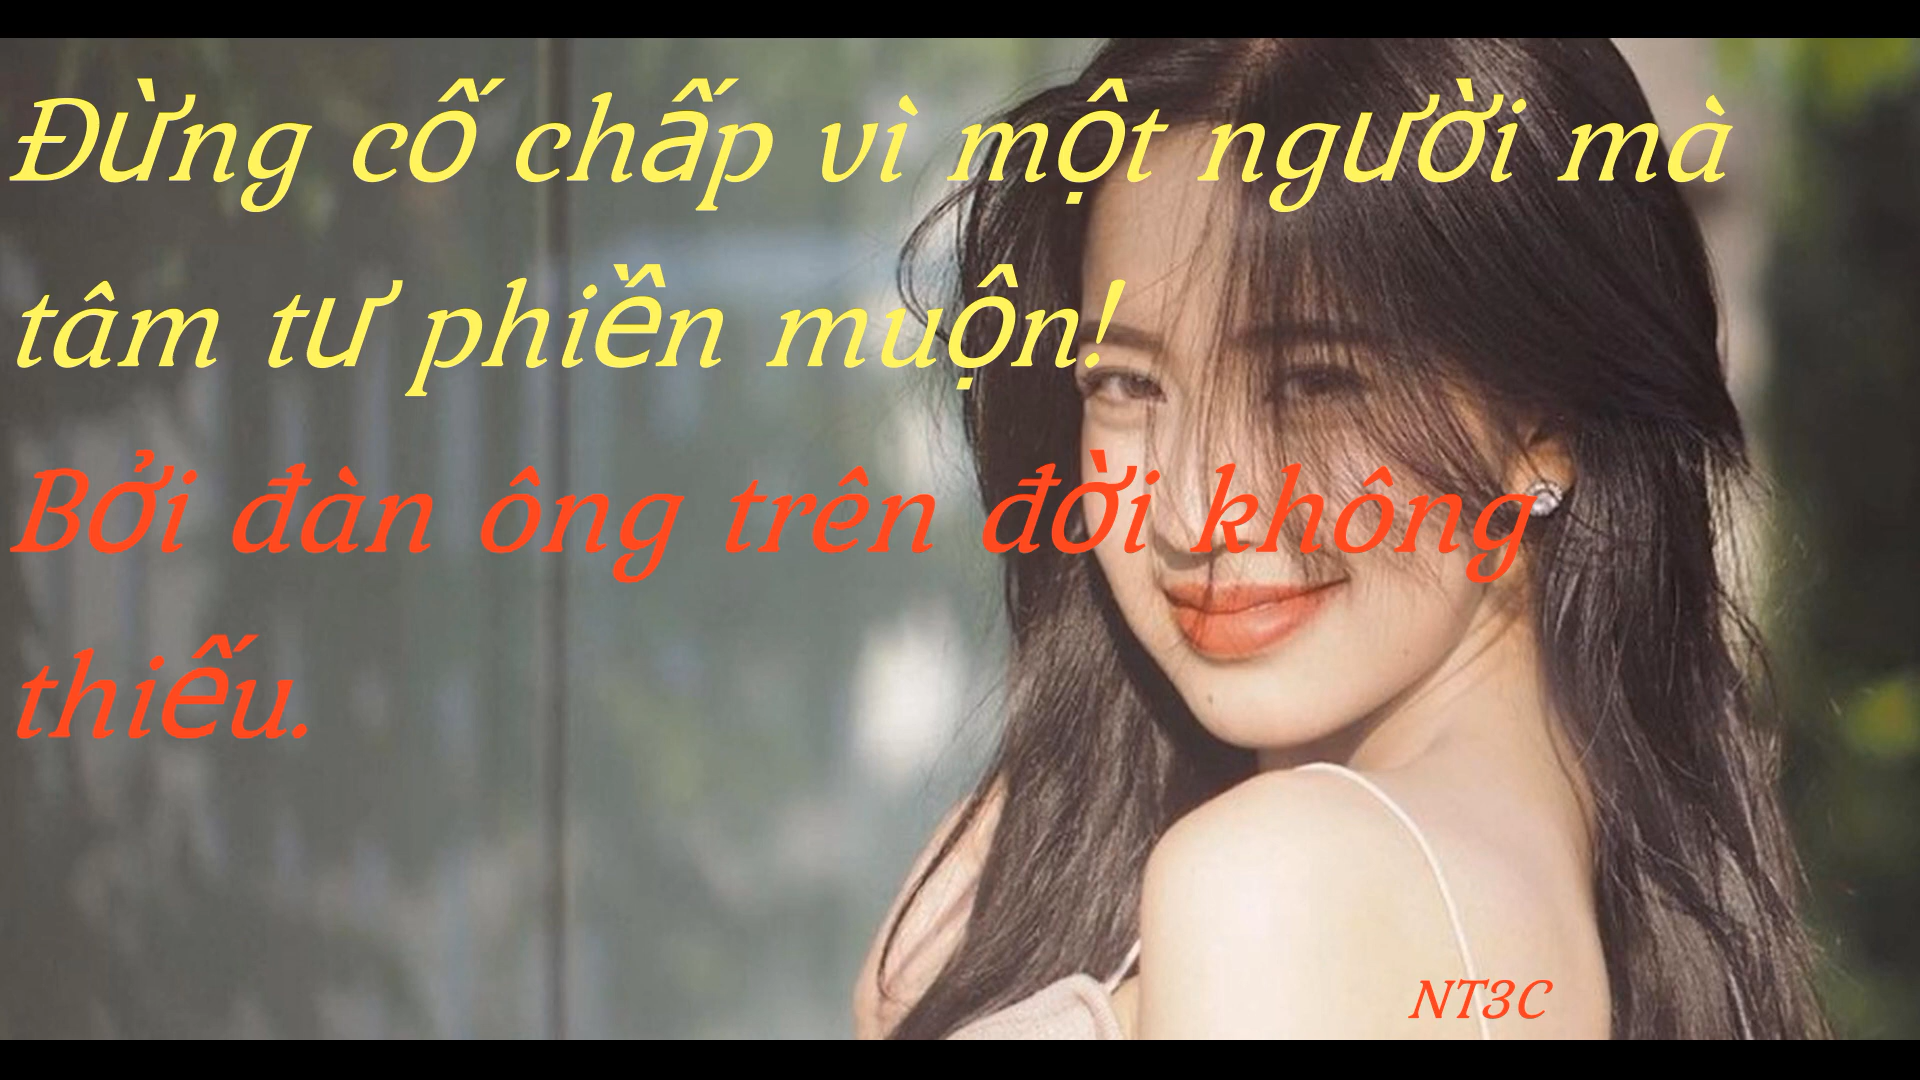 Đừng cố chấp vì một người mà
tâm tư phiền muộn!
Bởi đàn ông trên đời không
thiếu.
NT3C